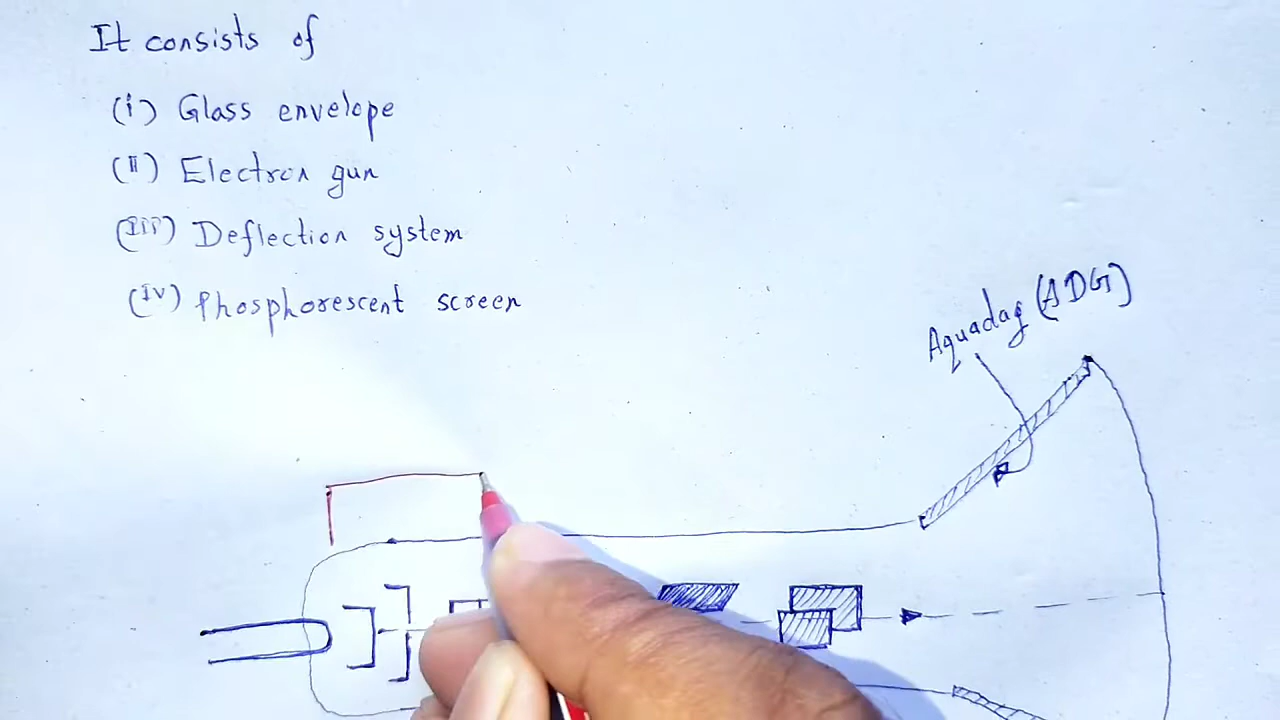 It consists of
(i) Glass envelope
(II) Electron gun
(III) Deflection system
(IV) Phosphorescent screen
Aquadag (ADG)